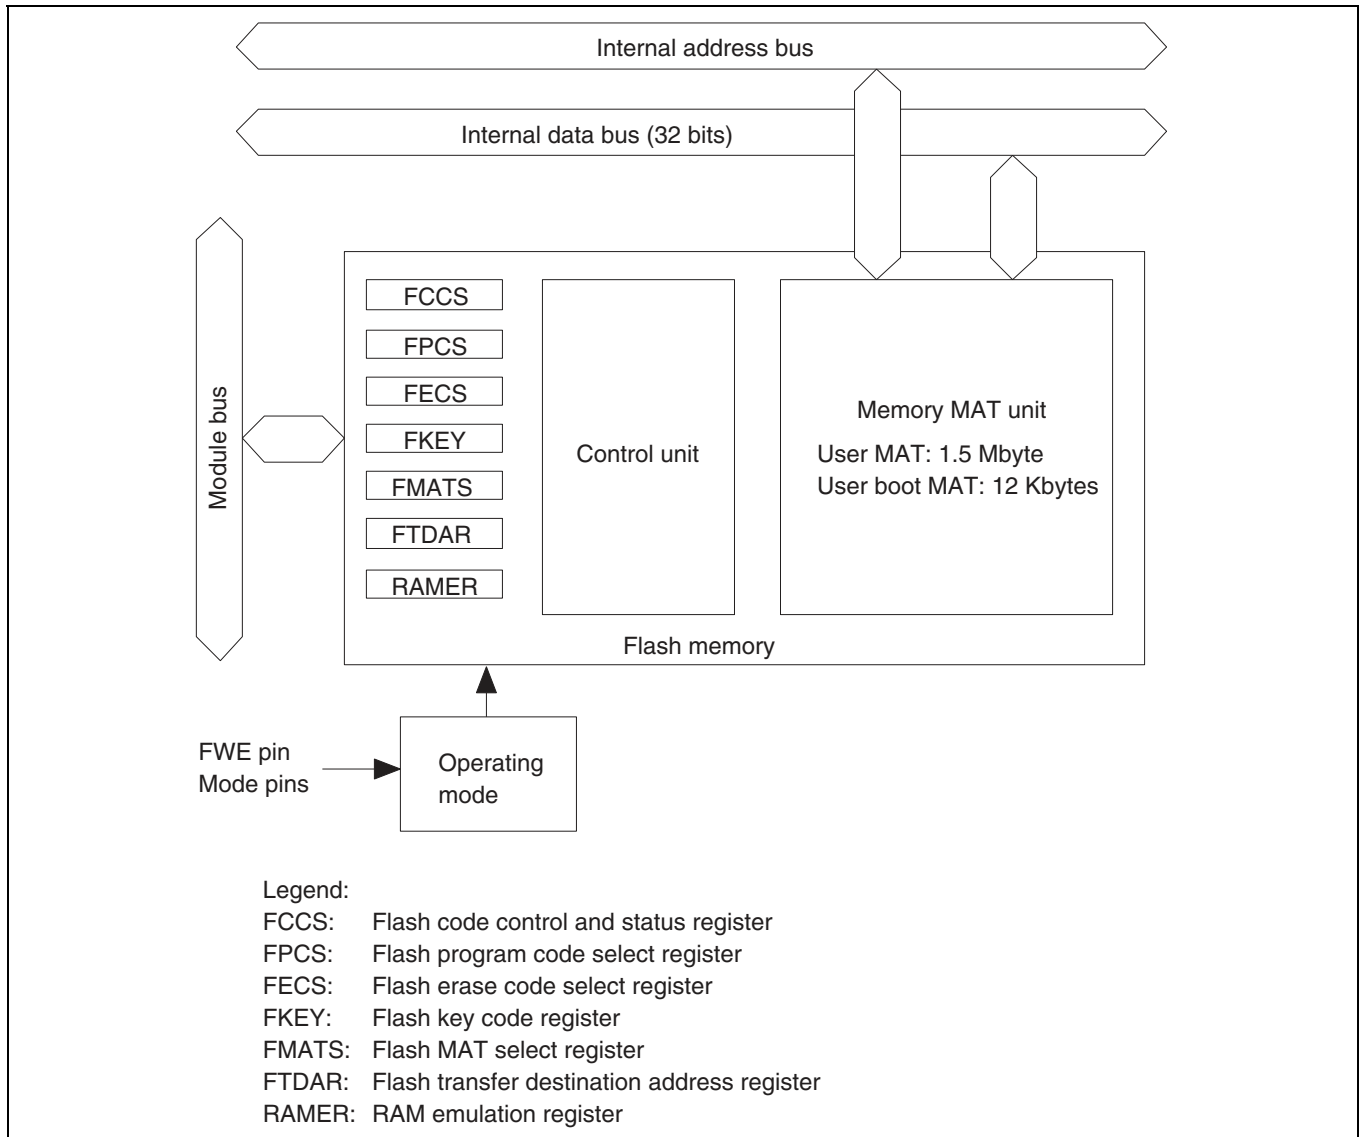 Internal address bus
Internal data bus (32 bits)
Module bus
FCCS
FPCS
FECS
FKEY
FMATS
FTDAR
RAMER
Control unit
Memory MAT unit
User MAT: 1.5 Mbyte
User boot MAT: 12 Kbytes
Flash memory
FWE pin
Mode pins
Operating
mode
Legend:
FCCS: Flash code control and status register
FPCS: Flash program code select register
FECS: Flash erase code select register
FKEY: Flash key code register
FMATS: Flash MAT select register
FTDAR: Flash transfer destination address register
RAMER: RAM emulation register